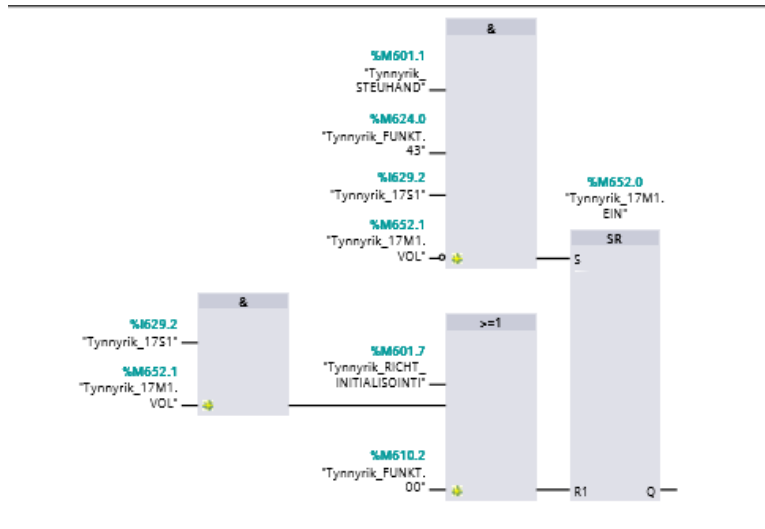 &
%M601.1
"Tynnyrik_
STEUHAND"
%M624.0
"Tynnyrik_FUNKT.
43"
%I629.2
"Tynnyrik_17S1"
%M652.1
"Tynnyrik_17M1.
VOL"
%M652.0
"Tynnyrik_17M1.
EIN"
SR
S
&
%I629.2
"Tynnyrik_17S1"
%M652.1
"Tynnyrik_17M1.
VOL"
>=1
%M601.7
"Tynnyrik_RICHT_
INITIALISOINTI"
%M610.2
"Tynnyrik_FUNKT.
00"
R1 Q